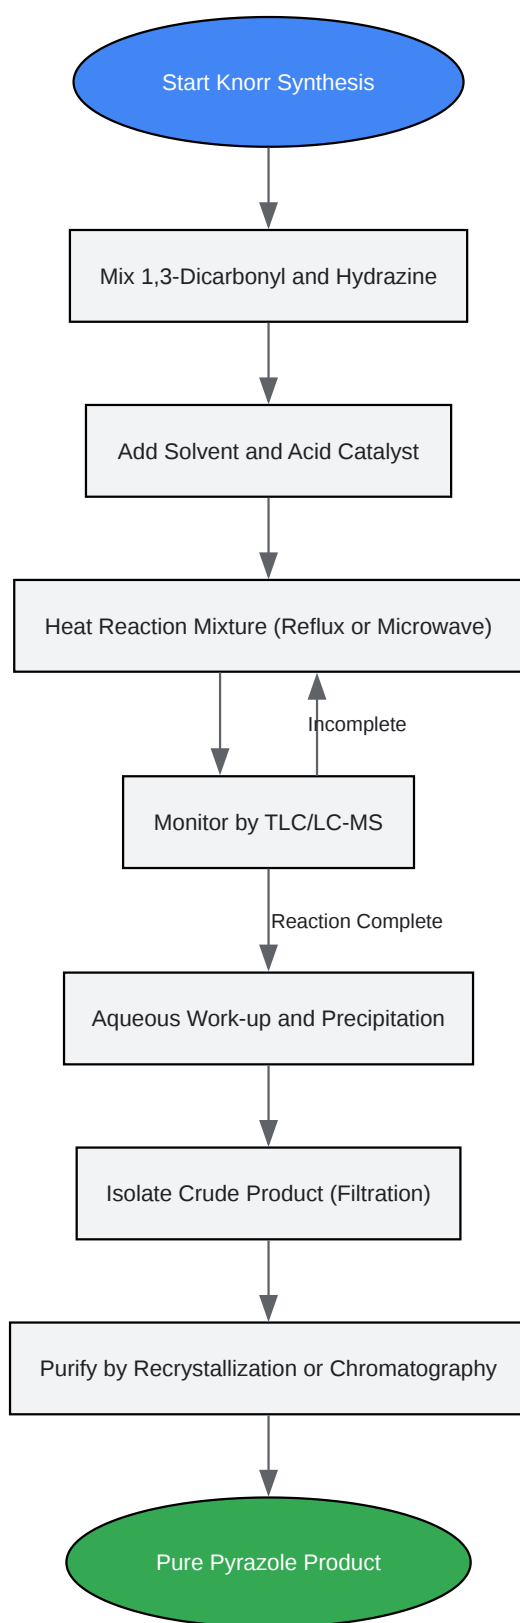 Start Knorr Synthesis
Mix 1,3-Dicarbonyl and Hydrazine
Add Solvent and Acid Catalyst
Heat Reaction Mixture (Reflux or Microwave)
Incomplete
Monitor by TLC/LC-MS
Reaction Complete
Aqueous Work-up and Precipitation
Isolate Crude Product (Filtration)
Purify by Recrystallization or Chromatography
Pure Pyrazole Product